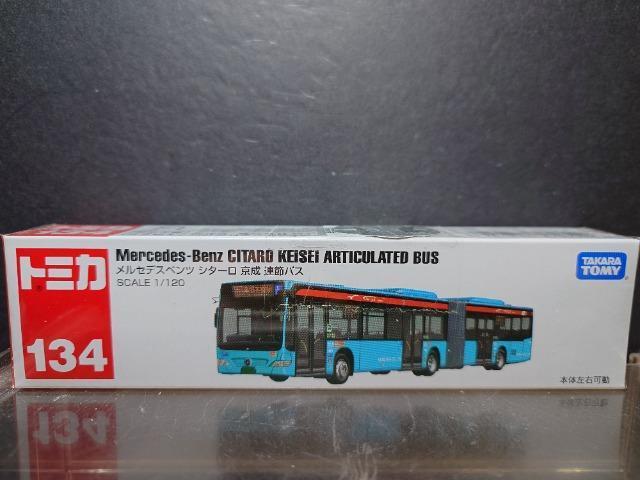 トミカ
134
Mercedes-Benz CITARO KEISEI ARTICULATED BUS
メルセデスベンツ シターロ 京成 連節バス
SCALE 1/120
TAKARA
TOMY
本体左右可動